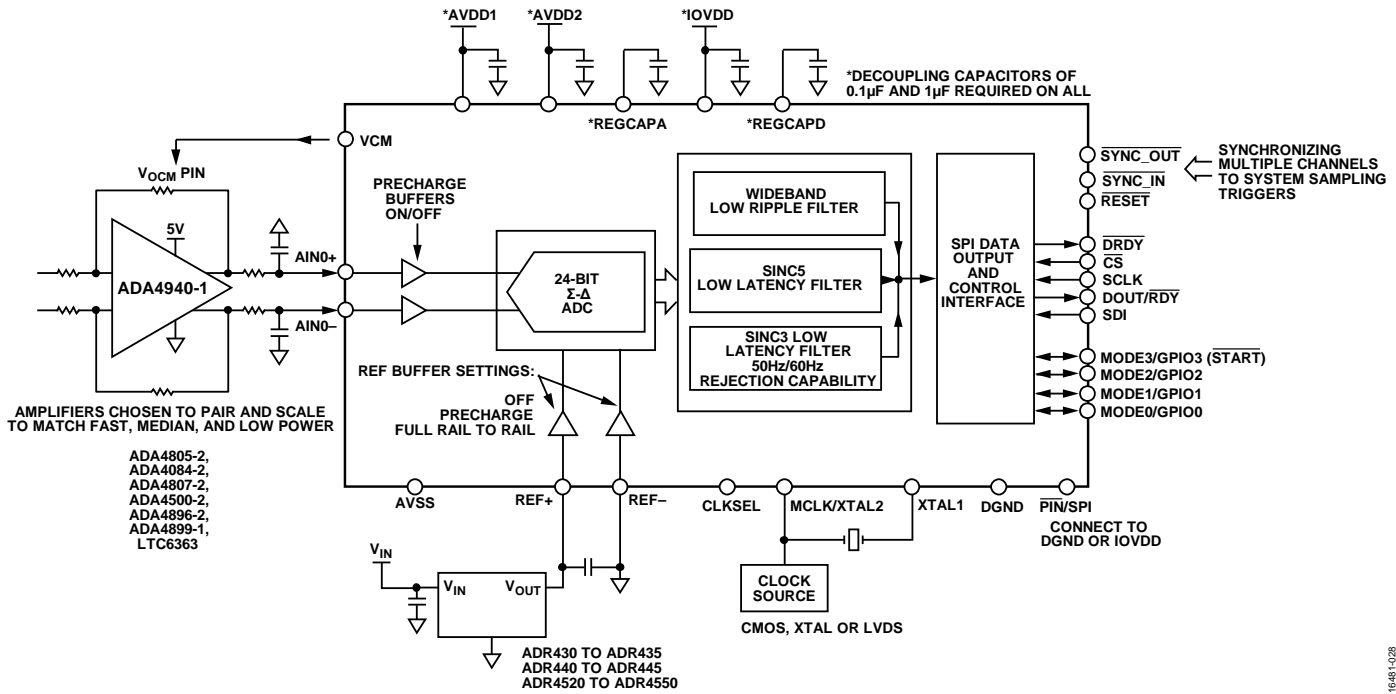 *AVDD1
*AVDD2
*IOVDD
*DECOUPLING CAPACITORS OF
0.1µF AND 1µF REQUIRED ON ALL
*REGCAPA
*REGCAPD
VCM
VOCM PIN
5V
ADA4940-1
AIN0+
AIN0–
PRECHARGE
BUFFERS
ON/OFF
24-BIT
Σ-Δ
ADC
WIDEBAND
LOW RIPPLE FILTER
SINC5
LOW LATENCY FILTER
SINC3 LOW
LATENCY FILTER
50Hz/60Hz
REJECTION CAPABILITY
SPI DATA
OUTPUT
AND
CONTROL
INTERFACE
SYNC_OUT
SYNC_IN
RESET
SYNCHRONIZING
MULTIPLE CHANNELS
TO SYSTEM SAMPLING
TRIGGERS
DRDY
CS
SCLK
DOUT/RDY
SDI
MODE3/GPIO3 (START)
MODE2/GPIO2
MODE1/GPIO1
MODE0/GPIO0
REF BUFFER SETTINGS:
OFF
PRECHARGE
FULL RAIL TO RAIL
AMPLIFIERS CHOSEN TO PAIR AND SCALE
TO MATCH FAST, MEDIAN, AND LOW POWER
ADA4805-2,
ADA4084-2,
ADA4807-2,
ADA4500-2,
ADA4896-2,
ADA4899-1,
LTC6363
AVSS
REF+
REF–
CLKSEL
MCLK/XTAL2
XTAL1
DGND
PIN/SPI
CONNECT TO
DGND OR IOVDD
VIN
VIN
VOUT
CLOCK
SOURCE
CMOS, XTAL OR LVDS
ADR430 TO ADR435
ADR440 TO ADR445
ADR4520 TO ADR4550
16481-028